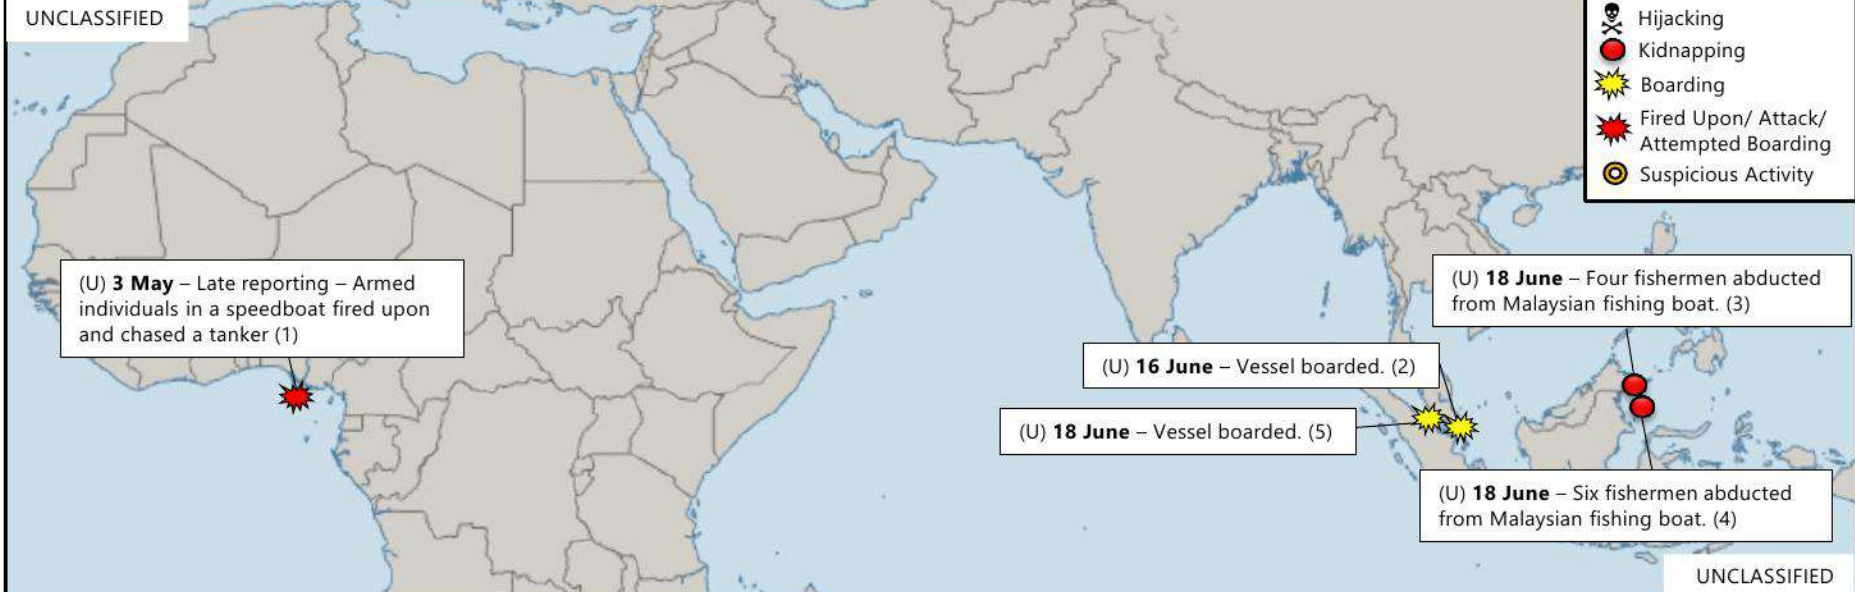 UNCLASSIFIED
Hijacking
Kidnapping
Boarding
Fired Upon/ Attack/
Attempted Boarding
Suspicious Activity
(U) 3 May – Late reporting – Armed
individuals in a speedboat fired upon
and chased a tanker (1)
(U) 18 June – Four fishermen abducted
from Malaysian fishing boat. (3)
(U) 16 June – Vessel boarded. (2)
(U) 18 June – Vessel boarded. (5)
(U) 18 June – Six fishermen abducted
from Malaysian fishing boat. (4)
UNCLASSIFIED